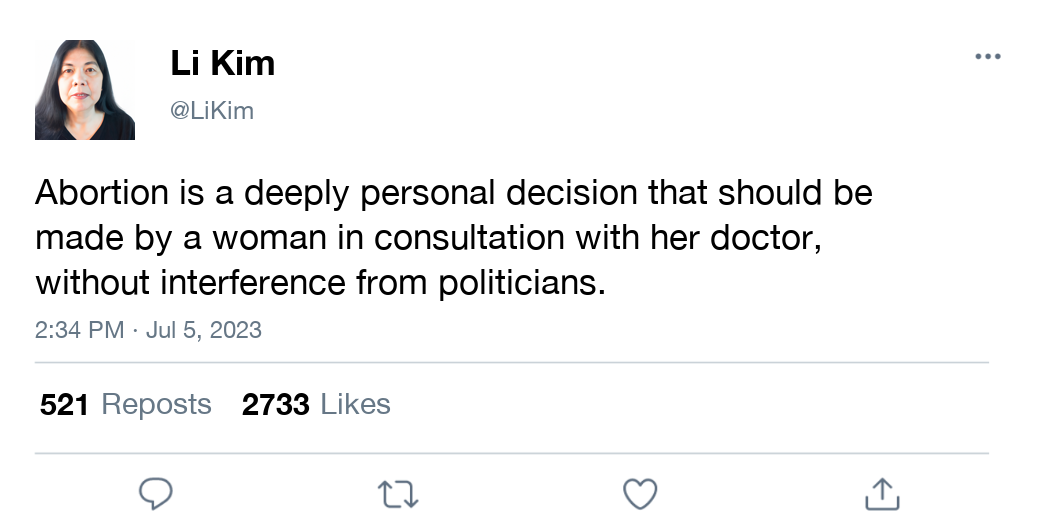 Li Kim
@LiKim
Abortion is a deeply personal decision that should be
made by a woman in consultation with her doctor,
without interference from politicians.
2:34 PM · Jul 5, 2023
521 Reposts 2733 Likes